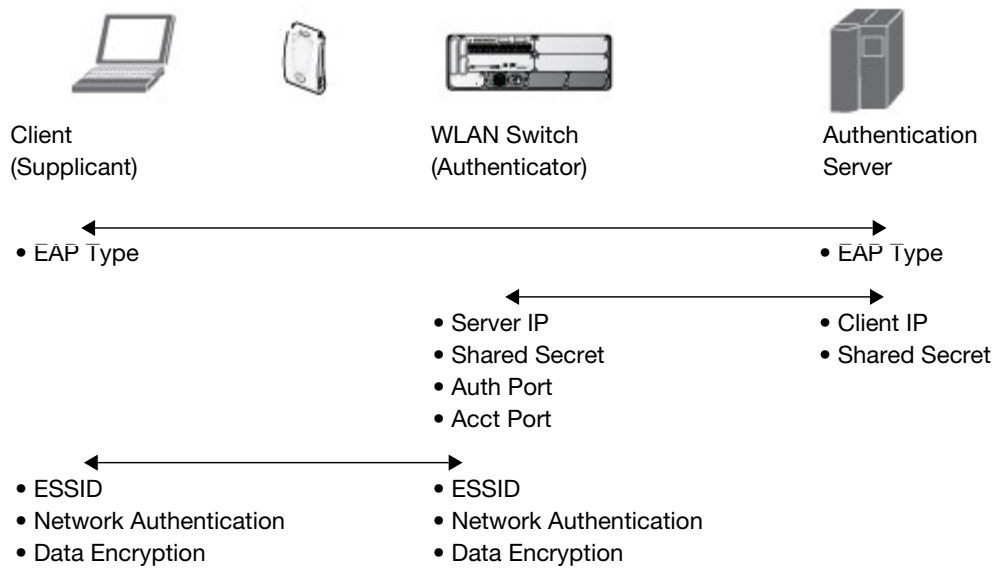 Client
(Supplicant)
WLAN Switch
(Authenticator)
Authentication
Server
• EAP Type
• EAP Type
• Server IP
• Shared Secret
• Auth Port
• Acct Port
• Client IP
• Shared Secret
• ESSID
• Network Authentication
• Data Encryption
• ESSID
• Network Authentication
• Data Encryption